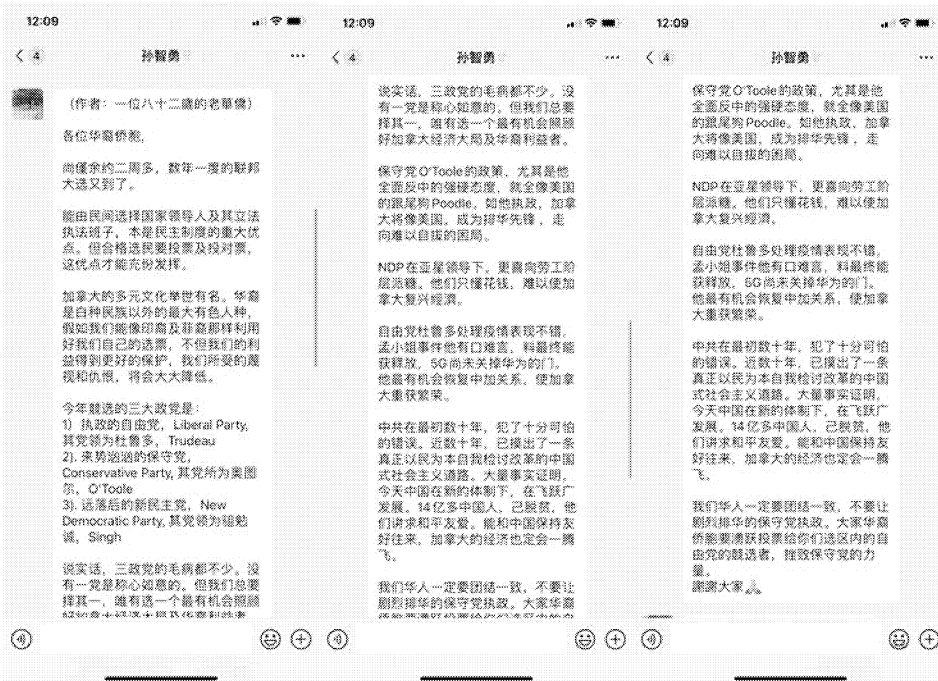 12:09
4
孙智勇
（作者：一位八十二歲的老華僑）
各位华裔侨胞，
尚僅余约二周多，数年一度的联邦
大选又到了。
能由民间选择国家领导人及其立法
执法班子，本是民主制度的重大优
点。但合格选民要投票及投对票，
这优点才能充份发挥。
加拿大的多元文化举世有名。华裔
是白种民族以外的最大有色人种，
假如我们能像印裔及菲裔那样利用
好我们自己的选票，不但我们的利
益得到更好的保护，我们所受的蔑
视和仇恨，将会大大降低。
今年競选的三大政党是：
1）执政的自由党，Liberal Party,
其党领为杜鲁多，Trudeau
2). 来势汹汹的保守党，
Conservative Party, 其党所为奥图
尔，O'Toole
3). 远落后的新民主党，New
Democratic Party, 其党领为驵勉
诚，Singh
说实话，三政党的毛病都不少。没
有一党是称心如意的。但我们总要
择其一，唯有选一个最有机会照顾
好加拿大经济大局及华裔利益者
12:09
4
孙智勇
说实话，三政党的毛病都不少。没
有一党是称心如意的。但我们总要
择其一，唯有选一个最有机会照顾
好加拿大经济大局及华裔利益者。
保守党O'Toole的政策，尤其是他
全面反中的强硬态度，就全像美国
的跟尾狗Poodle。如他执政，加拿
大将像美国，成为排华先锋，走
向难以自拔的困局。
NDP在亚星领导下，更喜向劳工阶
层派糖。他们只懂花钱，难以使加
拿大复兴经濟。
自由党杜鲁多处理疫情表现不错，
孟小姐事件他有口难言，料最终能
获释放，5G尚未关掉华为的门。
他最有机会恢复中加关系，使加拿
大重获繁荣。
中共在最初数十年，犯了十分可怕
的错误。近数十年，已摸出了一条
真正以民为本自我检讨改革的中国
式社会主义道路。大量事实证明，
今天中国在新的体制下，在飞跃广
发展。14亿多中国人，己脱贫，他
们讲求和平友爱。能和中国保持友
好往来，加拿大的经济也定会一腾
飞。
我们华人一定要团结一致，不要让
剧烈排华的保守党执政。大家华裔
12:09
4
孙智勇
保守党O'Toole的政策，尤其是他
全面反中的强硬态度，就全像美国
的跟尾狗Poodle。如他执政，加拿
大将像美国，成为排华先锋，走
向难以自拔的困局。
NDP在亚星领导下，更喜向劳工阶
层派糖。他们只懂花钱，难以使加
拿大复兴经濟。
自由党杜鲁多处理疫情表现不错，
孟小姐事件他有口难言，料最终能
获释放，5G尚未关掉华为的门。
他最有机会恢复中加关系，使加拿
大重获繁荣。
中共在最初数十年，犯了十分可怕
的错误。近数十年，已摸出了一条
真正以民为本自我检讨改革的中国
式社会主义道路。大量事实证明，
今天中国在新的体制下，在飞跃广
发展。14亿多中国人，己脱贫，他
们讲求和平友爱。能和中国保持友
好往来，加拿大的经济也定会一腾
飞。
我们华人一定要团结一致，不要让
剧烈排华的保守党执政。大家华裔
侨能要湧跃投票给你们选区内的自
由党的競选者，挫败保守党的力
量。
謝謝大家🙏